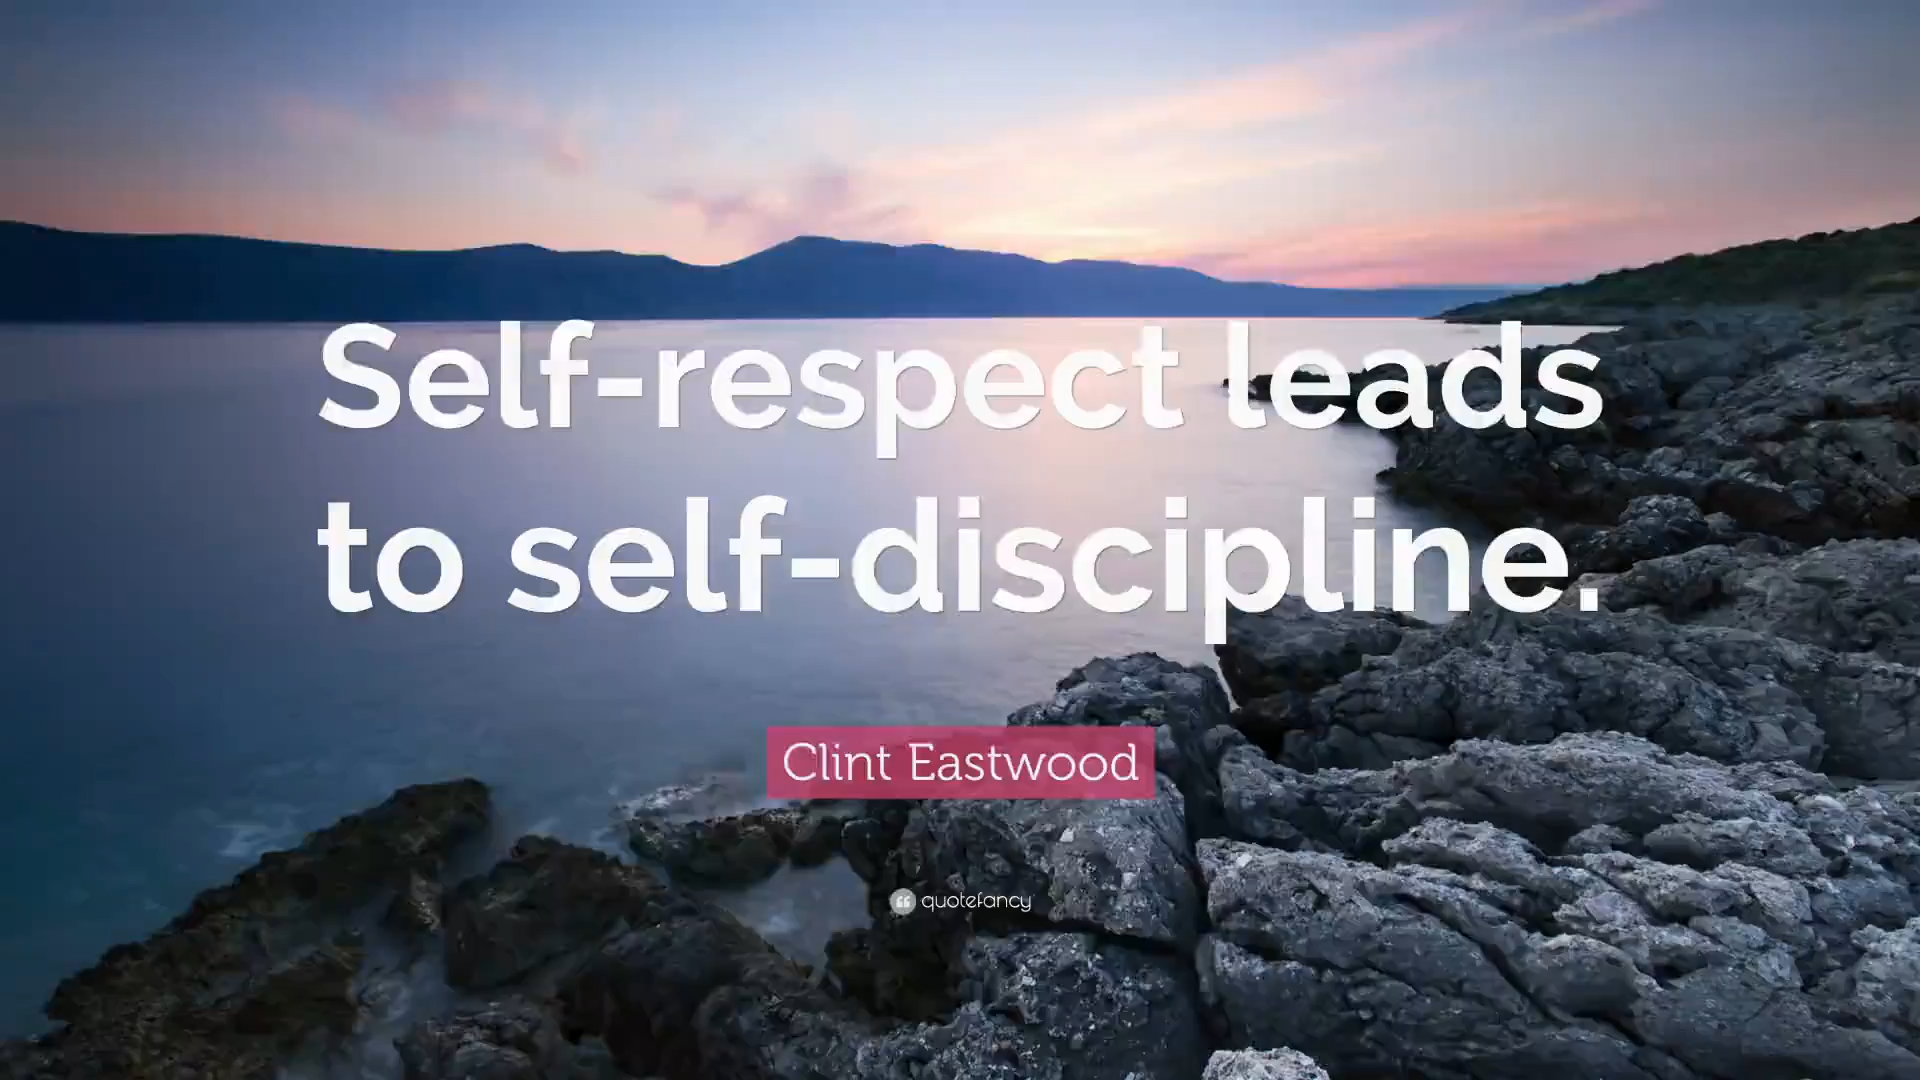 Self-respect leads
to self-discipline.
Clint Eastwood
quotefancy